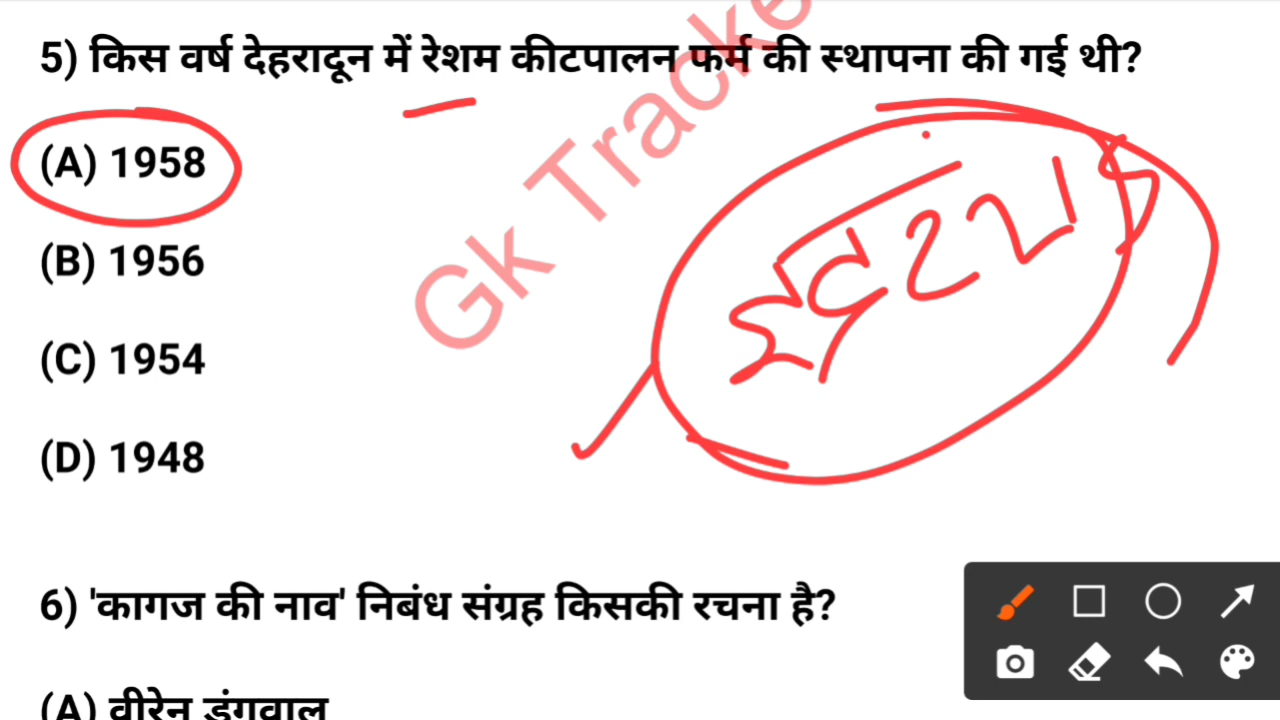 5) किस वर्ष देहरादून में रेशम कीटपालन फर्म की स्थापना की गई थी?
(A) 1958
(B) 1956
(C) 1954
(D) 1948
6) 'कागज की नाव' निबंध संग्रह किसकी रचना है?
(A) वीरेन डंगवाल
Gk Tracke